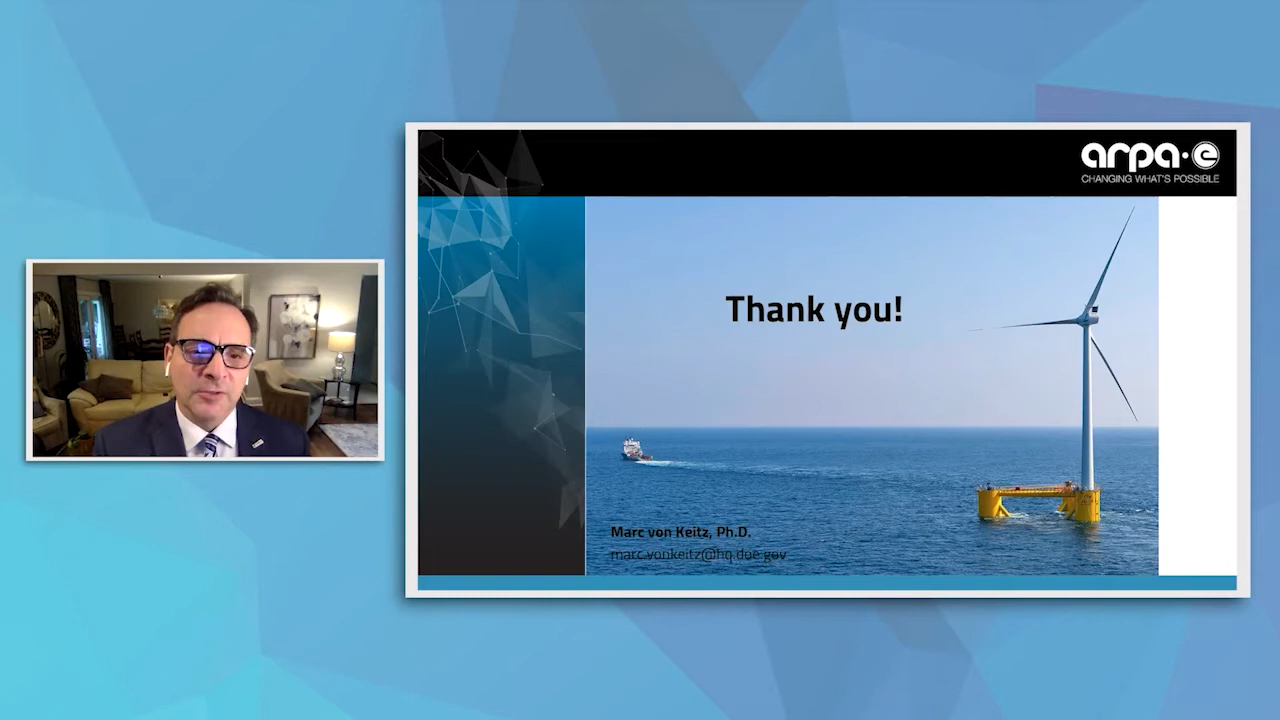 arpa·e
CHANGING WHAT'S POSSIBLE
Thank you!
Marc von Keitz, Ph.D.
marc.vonkeitz@hq.doe.gov